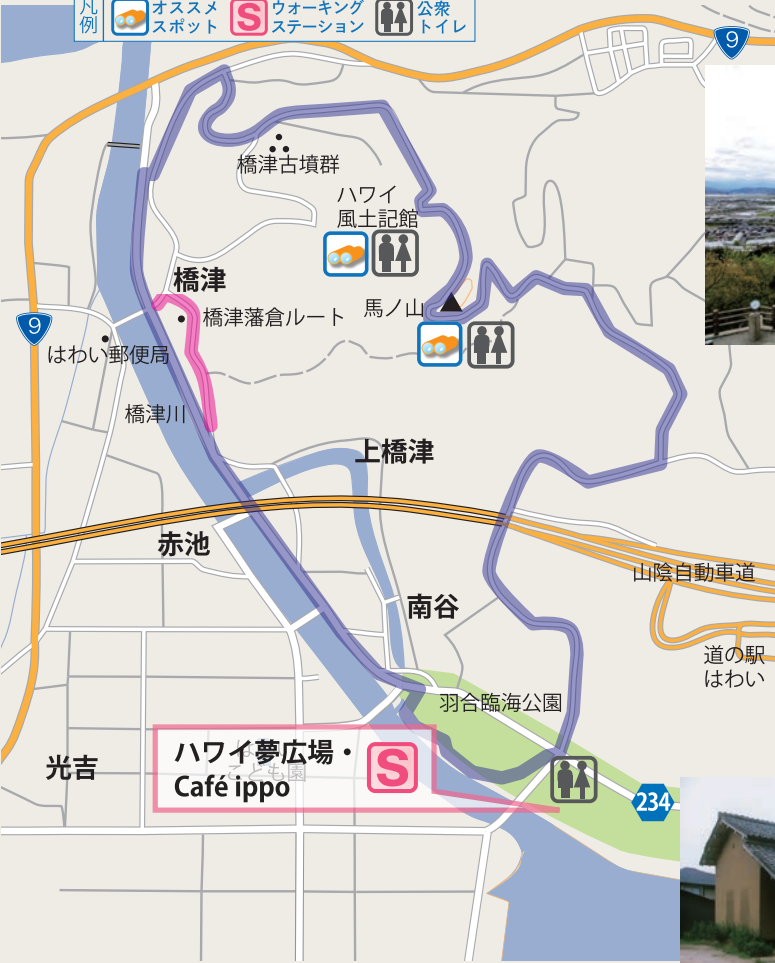 凡例
オススメ
スポット
S
ウォーキング
ステーション
公衆
トイレ
9
橋津古墳群
ハワイ
風土記館
橋津
馬ノ山
橋津藩倉ルート
9
はわい郵便局
橋津川
上橋津
赤池
山陰自動車道
南谷
道の駅
はわい
羽合臨海公園
ハワイ夢広場・
Café ippo
S
こども園
光吉
234